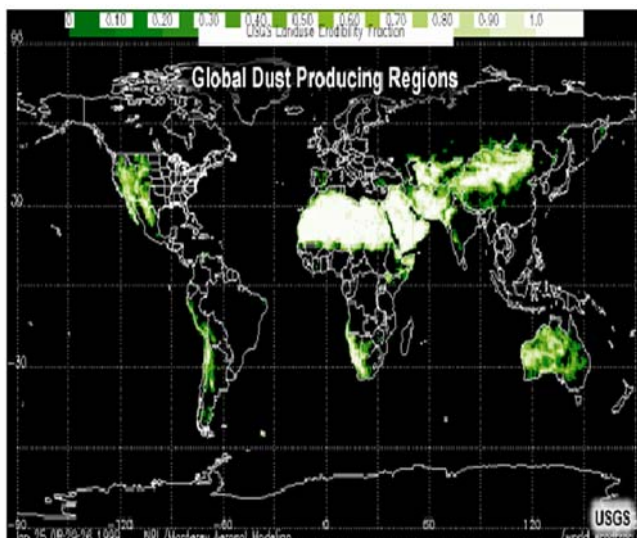 0 0.10 0.20 0.30 0.40 0.50 0.60 0.70 0.80 0.90 1.0
USGS Landuse Erodibility Fraction
Global Dust Producing Regions
30
-30
-90 -120 -60 0 60 120
USGS
NRL/Monterey Aerosol Modeling